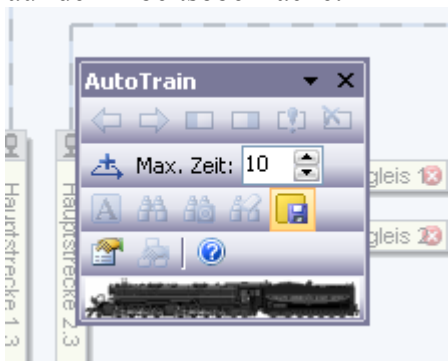 AutoTrain
Max. Zeit: 10
A
gleis 1
gleis 2
Hauptstrecke 1.3
Hauptstrecke 2.3